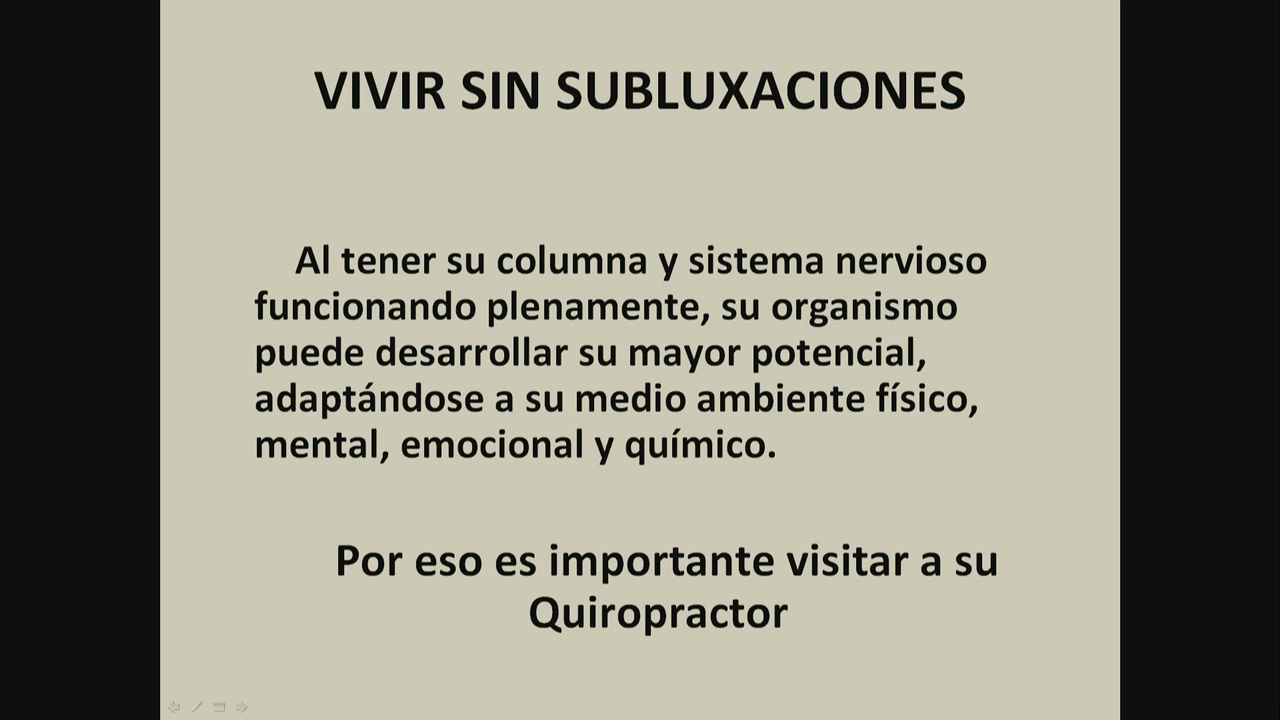 VIVIR SIN SUBLUXACIONES
Al tener su columna y sistema nervioso
funcionando plenamente, su organismo
puede desarrollar su mayor potencial,
adaptándose a su medio ambiente físico,
mental, emocional y químico.
Por eso es importante visitar a su
Quiropractor